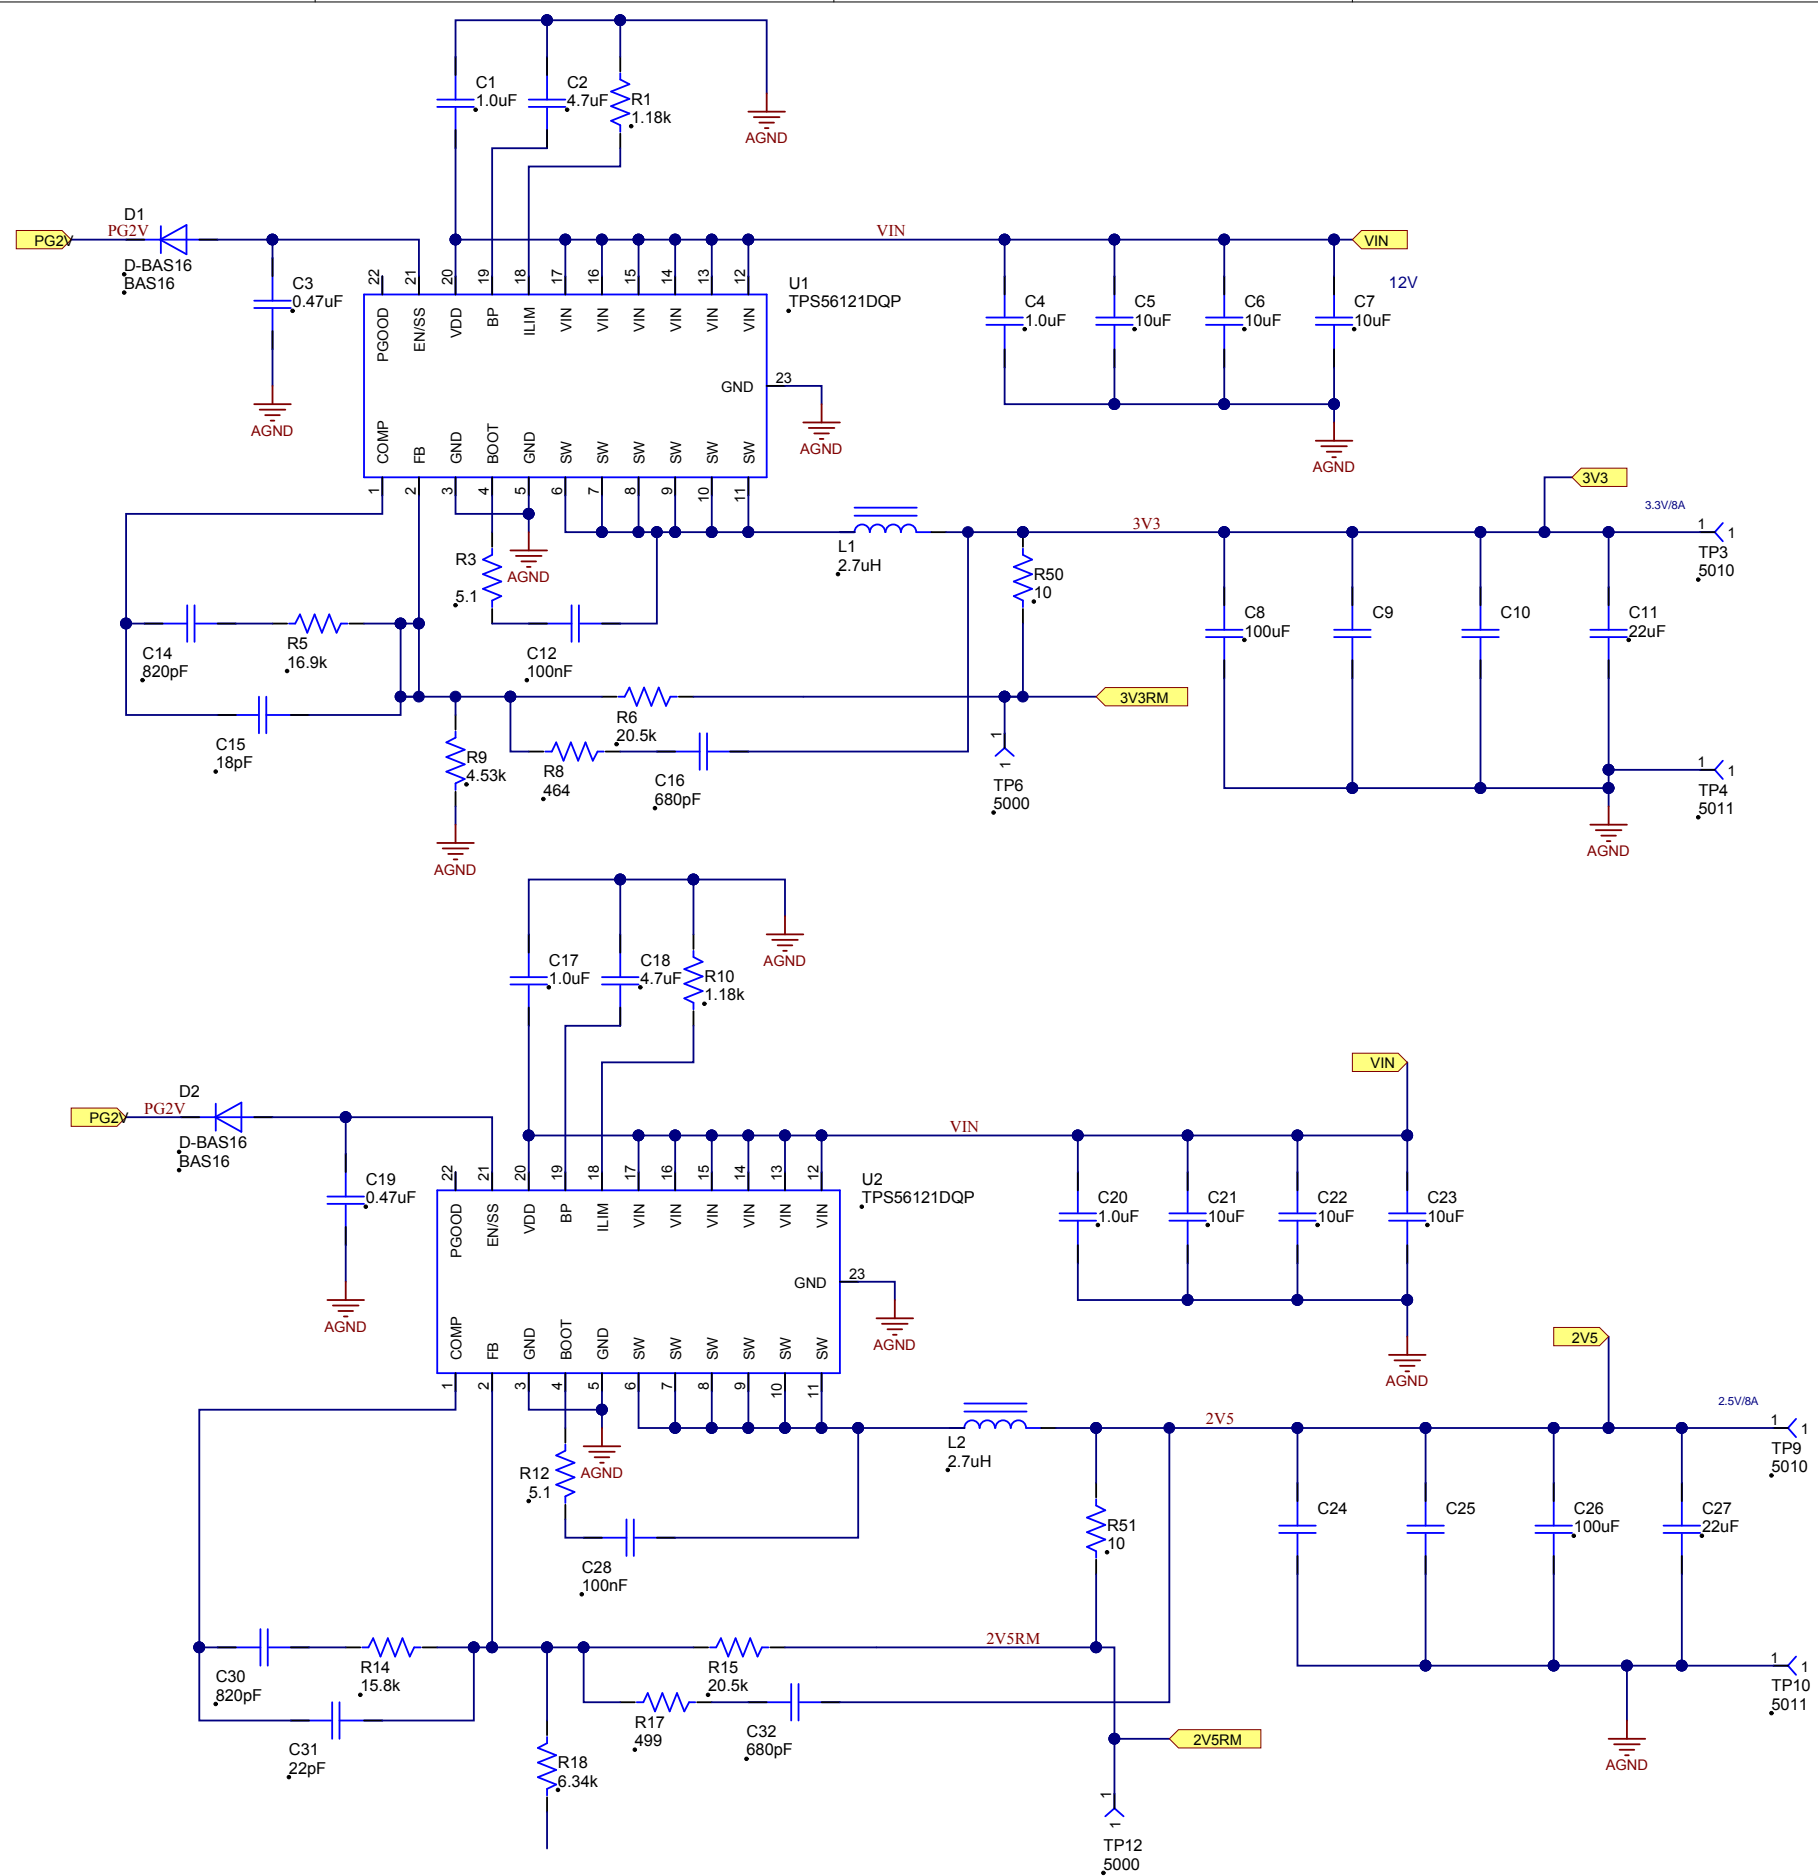 C1
1.0uF
C2
4.7uF
R1
1.18k
AGND
PG2V
PG2V
D1
D-BAS16
BAS16
C3
0.47uF
AGND
22
21
20
19
18
17
16
15
14
13
12
PGOOD
EN/SS
VDD
BP
ILIM
VIN
VIN
VIN
VIN
VIN
VIN
U1
TPS56121DQP
VIN
VIN
12V
C4
1.0uF
C5
10uF
C6
10uF
C7
10uF
AGND
GND
23
AGND
COMP
FB
GND
BOOT
GND
SW
SW
SW
SW
SW
SW
1
2
3
4
5
6
7
8
9
10
11
AGND
R3
5.1
C12
100nF
L1
2.7uH
3V3
3V3
3.3V/8A
1
1
TP3
5010
R50
10
C8
100uF
C9
C10
C11
22uF
C14
820pF
R5
16.9k
C15
18pF
R6
20.5k
3V3RM
R9
4.53k
R8
464
C16
680pF
1
1
TP6
5000
1
1
TP4
5011
AGND
AGND
C17
1.0uF
C18
4.7uF
R10
1.18k
AGND
VIN
PG2V
PG2V
D2
D-BAS16
BAS16
C19
0.47uF
AGND
22
21
20
19
18
17
16
15
14
13
12
PGOOD
EN/SS
VDD
BP
ILIM
VIN
VIN
VIN
VIN
VIN
VIN
U2
TPS56121DQP
VIN
C20
1.0uF
C21
10uF
C22
10uF
C23
10uF
AGND
GND
23
AGND
COMP
FB
GND
BOOT
GND
SW
SW
SW
SW
SW
SW
1
2
3
4
5
6
7
8
9
10
11
AGND
R12
5.1
C28
100nF
L2
2.7uH
2V5
2V5
2.5V/8A
1
1
TP9
5010
R51
10
C24
C25
C26
100uF
C27
22uF
C30
820pF
R14
15.8k
C31
22pF
R15
20.5k
2V5RM
R17
499
C32
680pF
R18
6.34k
2V5RM
1
1
TP12
5000
1
1
TP10
5011
AGND